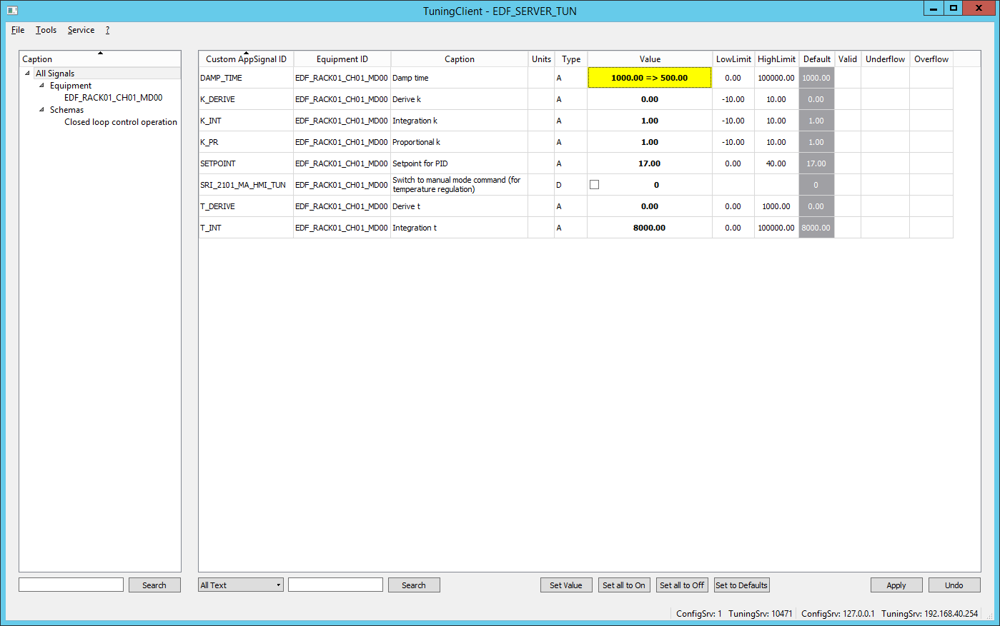 TuningClient - EDF_SERVER_TUN
File Tools Service ?
Caption
All Signals
Equipment
EDF_RACK01_CH01_MD00
Schemas
Closed loop control operation
Custom AppSignal ID Equipment ID Caption Units Type Value LowLimit HighLimit Default Valid Underflow Overflow
DAMP_TIME EDF_RACK01_CH01_MD00 Damp time A 1000.00 => 500.00 0.00 100000.00 1000.00
K_DERIVE EDF_RACK01_CH01_MD00 Derive k A 0.00 -10.00 10.00 0.00
K_INT EDF_RACK01_CH01_MD00 Integration k A 1.00 -10.00 10.00 1.00
K_PR EDF_RACK01_CH01_MD00 Proportional k A 1.00 -10.00 10.00 1.00
SETPOINT EDF_RACK01_CH01_MD00 Setpoint for PID A 17.00 0.00 40.00 17.00
SRI_2101_MA_HMI_TUN EDF_RACK01_CH01_MD00 Switch to manual mode command (for
temperature regulation) D 0 0
T_DERIVE EDF_RACK01_CH01_MD00 Derive t A 0.00 0.00 1000.00 0.00
T_INT EDF_RACK01_CH01_MD00 Integration t A 8000.00 0.00 100000.00 8000.00
Search All Text Search Set Value Set all to On Set all to Off Set to Defaults Apply Undo
ConfigSrv: 1 TuningSrv: 10471 ConfigSrv: 127.0.0.1 TuningSrv: 192.168.40.254